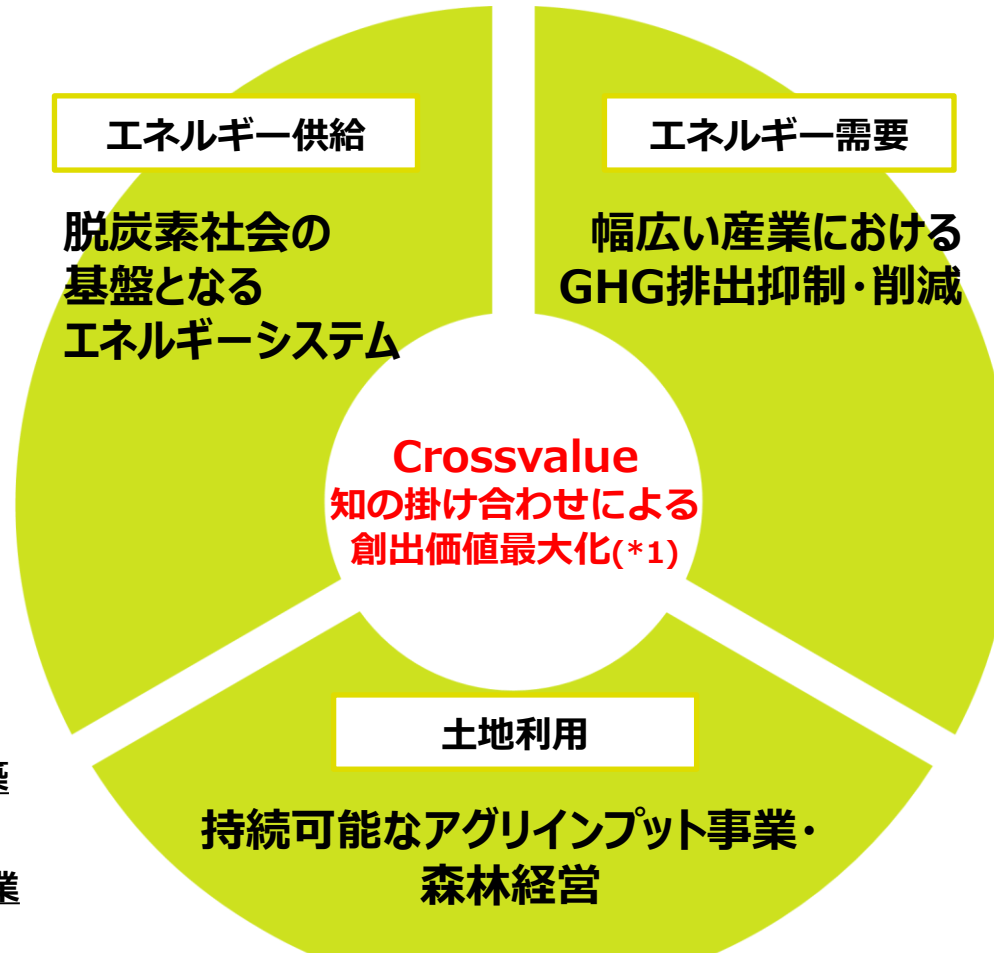 エネルギー供給
脱炭素社会の
基盤となる
エネルギーシステム
エネルギー需要
幅広い産業における
GHG排出抑制・削減
Crossvalue
知の掛け合わせによる
創出価値最大化(*1)
土地利用
持続可能なアグリインプット事業・
森林経営
業